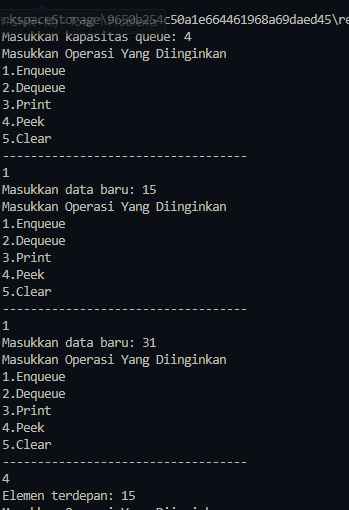 rkspaceStorage\9650b254c50a1e664461968a69daed45\re
Masukkan kapasitas queue: 4
Masukkan Operasi Yang Diinginkan
1.Enqueue
2.Dequeue
3.Print
4.Peek
5.Clear
-----------------------------------
1
Masukkan data baru: 15
Masukkan Operasi Yang Diinginkan
1.Enqueue
2.Dequeue
3.Print
4.Peek
5.Clear
-----------------------------------
1
Masukkan data baru: 31
Masukkan Operasi Yang Diinginkan
1.Enqueue
2.Dequeue
3.Print
4.Peek
5.Clear
-----------------------------------
4
Elemen terdepan: 15